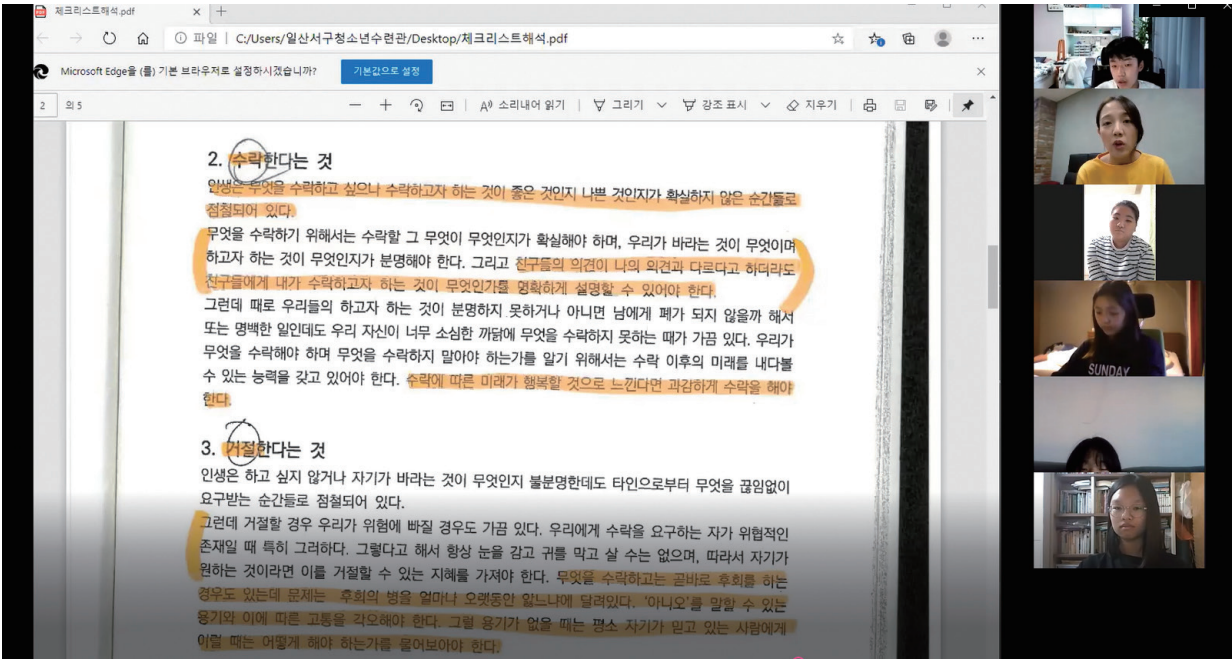 체크리스트해석.pdf
파일 | C:/Users/일산서구청소년수련관/Desktop/체크리스트해석.pdf
Microsoft Edge을 (를) 기본 브라우저로 설정하시겠습니까? 기본값으로 설정
2 의 5 소리내어 읽기 그리기 강조 표시 지우기
2. 수락한다는 것
인생은 무엇을 수락하고 싶으나 수락하고자 하는 것이 좋은 것인지 나쁜 것인지가 확실하지 않은 순간들로
점철되어 있다.
무엇을 수락하기 위해서는 수락할 그 무엇이 무엇인지가 확실해야 하며, 우리가 바라는 것이 무엇이며
하고자 하는 것이 무엇인지가 분명해야 한다. 그리고 친구들의 의견이 나의 의견과 다르다고 하더라도
친구들에게 내가 수락하고자 하는 것이 무엇인가를 명확하게 설명할 수 있어야 한다.
그런데 때로 우리들의 하고자 하는 것이 분명하지 못하거나 아니면 남에게 폐가 되지 않을까 해서
또는 명백한 일인데도 우리 자신이 너무 소심한 까닭에 무엇을 수락하지 못하는 때가 가끔 있다. 우리가
무엇을 수락해야 하며 무엇을 수락하지 말아야 하는가를 알기 위해서는 수락 이후의 미래를 내다볼
수 있는 능력을 갖고 있어야 한다. 수락에 따른 미래가 행복할 것으로 느낀다면 과감하게 수락을 해야
한다.
3. 거절한다는 것
인생은 하고 싶지 않거나 자기가 바라는 것이 무엇인지 불분명한데도 타인으로부터 무엇을 끊임없이
요구받는 순간들로 점철되어 있다.
그런데 거절할 경우 우리가 위험에 빠질 경우도 가끔 있다. 우리에게 수락을 요구하는 자가 위협적인
존재일 때 특히 그러하다. 그렇다고 해서 항상 눈을 감고 귀를 막고 살 수는 없으며, 따라서 자기가
원하는 것이라면 이를 거절할 수 있는 지혜를 가져야 한다. 무엇을 수락하고는 곧바로 후회를 하는
경우도 있는데 문제는 후회의 병을 얼마나 오랫동안 앓느냐에 달려있다. '아니오'를 말할 수 있는
용기와 이에 따른 고통을 각오해야 한다. 그럴 용기가 없을 때는 평소 자기가 믿고 있는 사람에게
이럴 때는 어떻게 해야 하는가를 물어보아야 한다.
SUNDAY